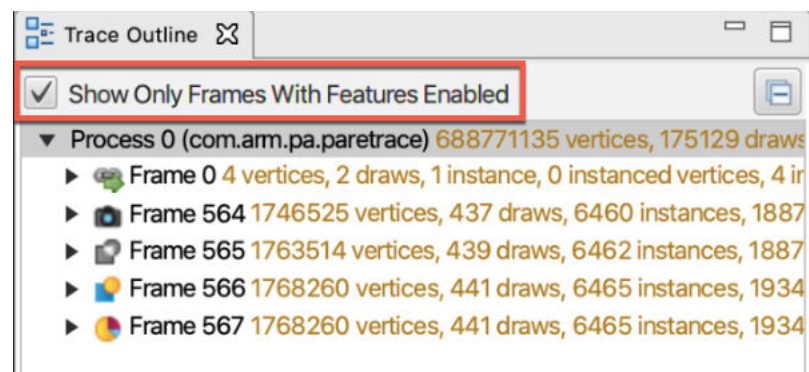 Trace Outline
Show Only Frames With Features Enabled
Process 0 (com.arm.pa.paretrace) 688771135 vertices, 175129 draws
Frame 0 4 vertices, 2 draws, 1 instance, 0 instanced vertices, 4 ir
Frame 564 1746525 vertices, 437 draws, 6460 instances, 1887
Frame 565 1763514 vertices, 439 draws, 6462 instances, 1887
Frame 566 1768260 vertices, 441 draws, 6465 instances, 1934
Frame 567 1768260 vertices, 441 draws, 6465 instances, 1934